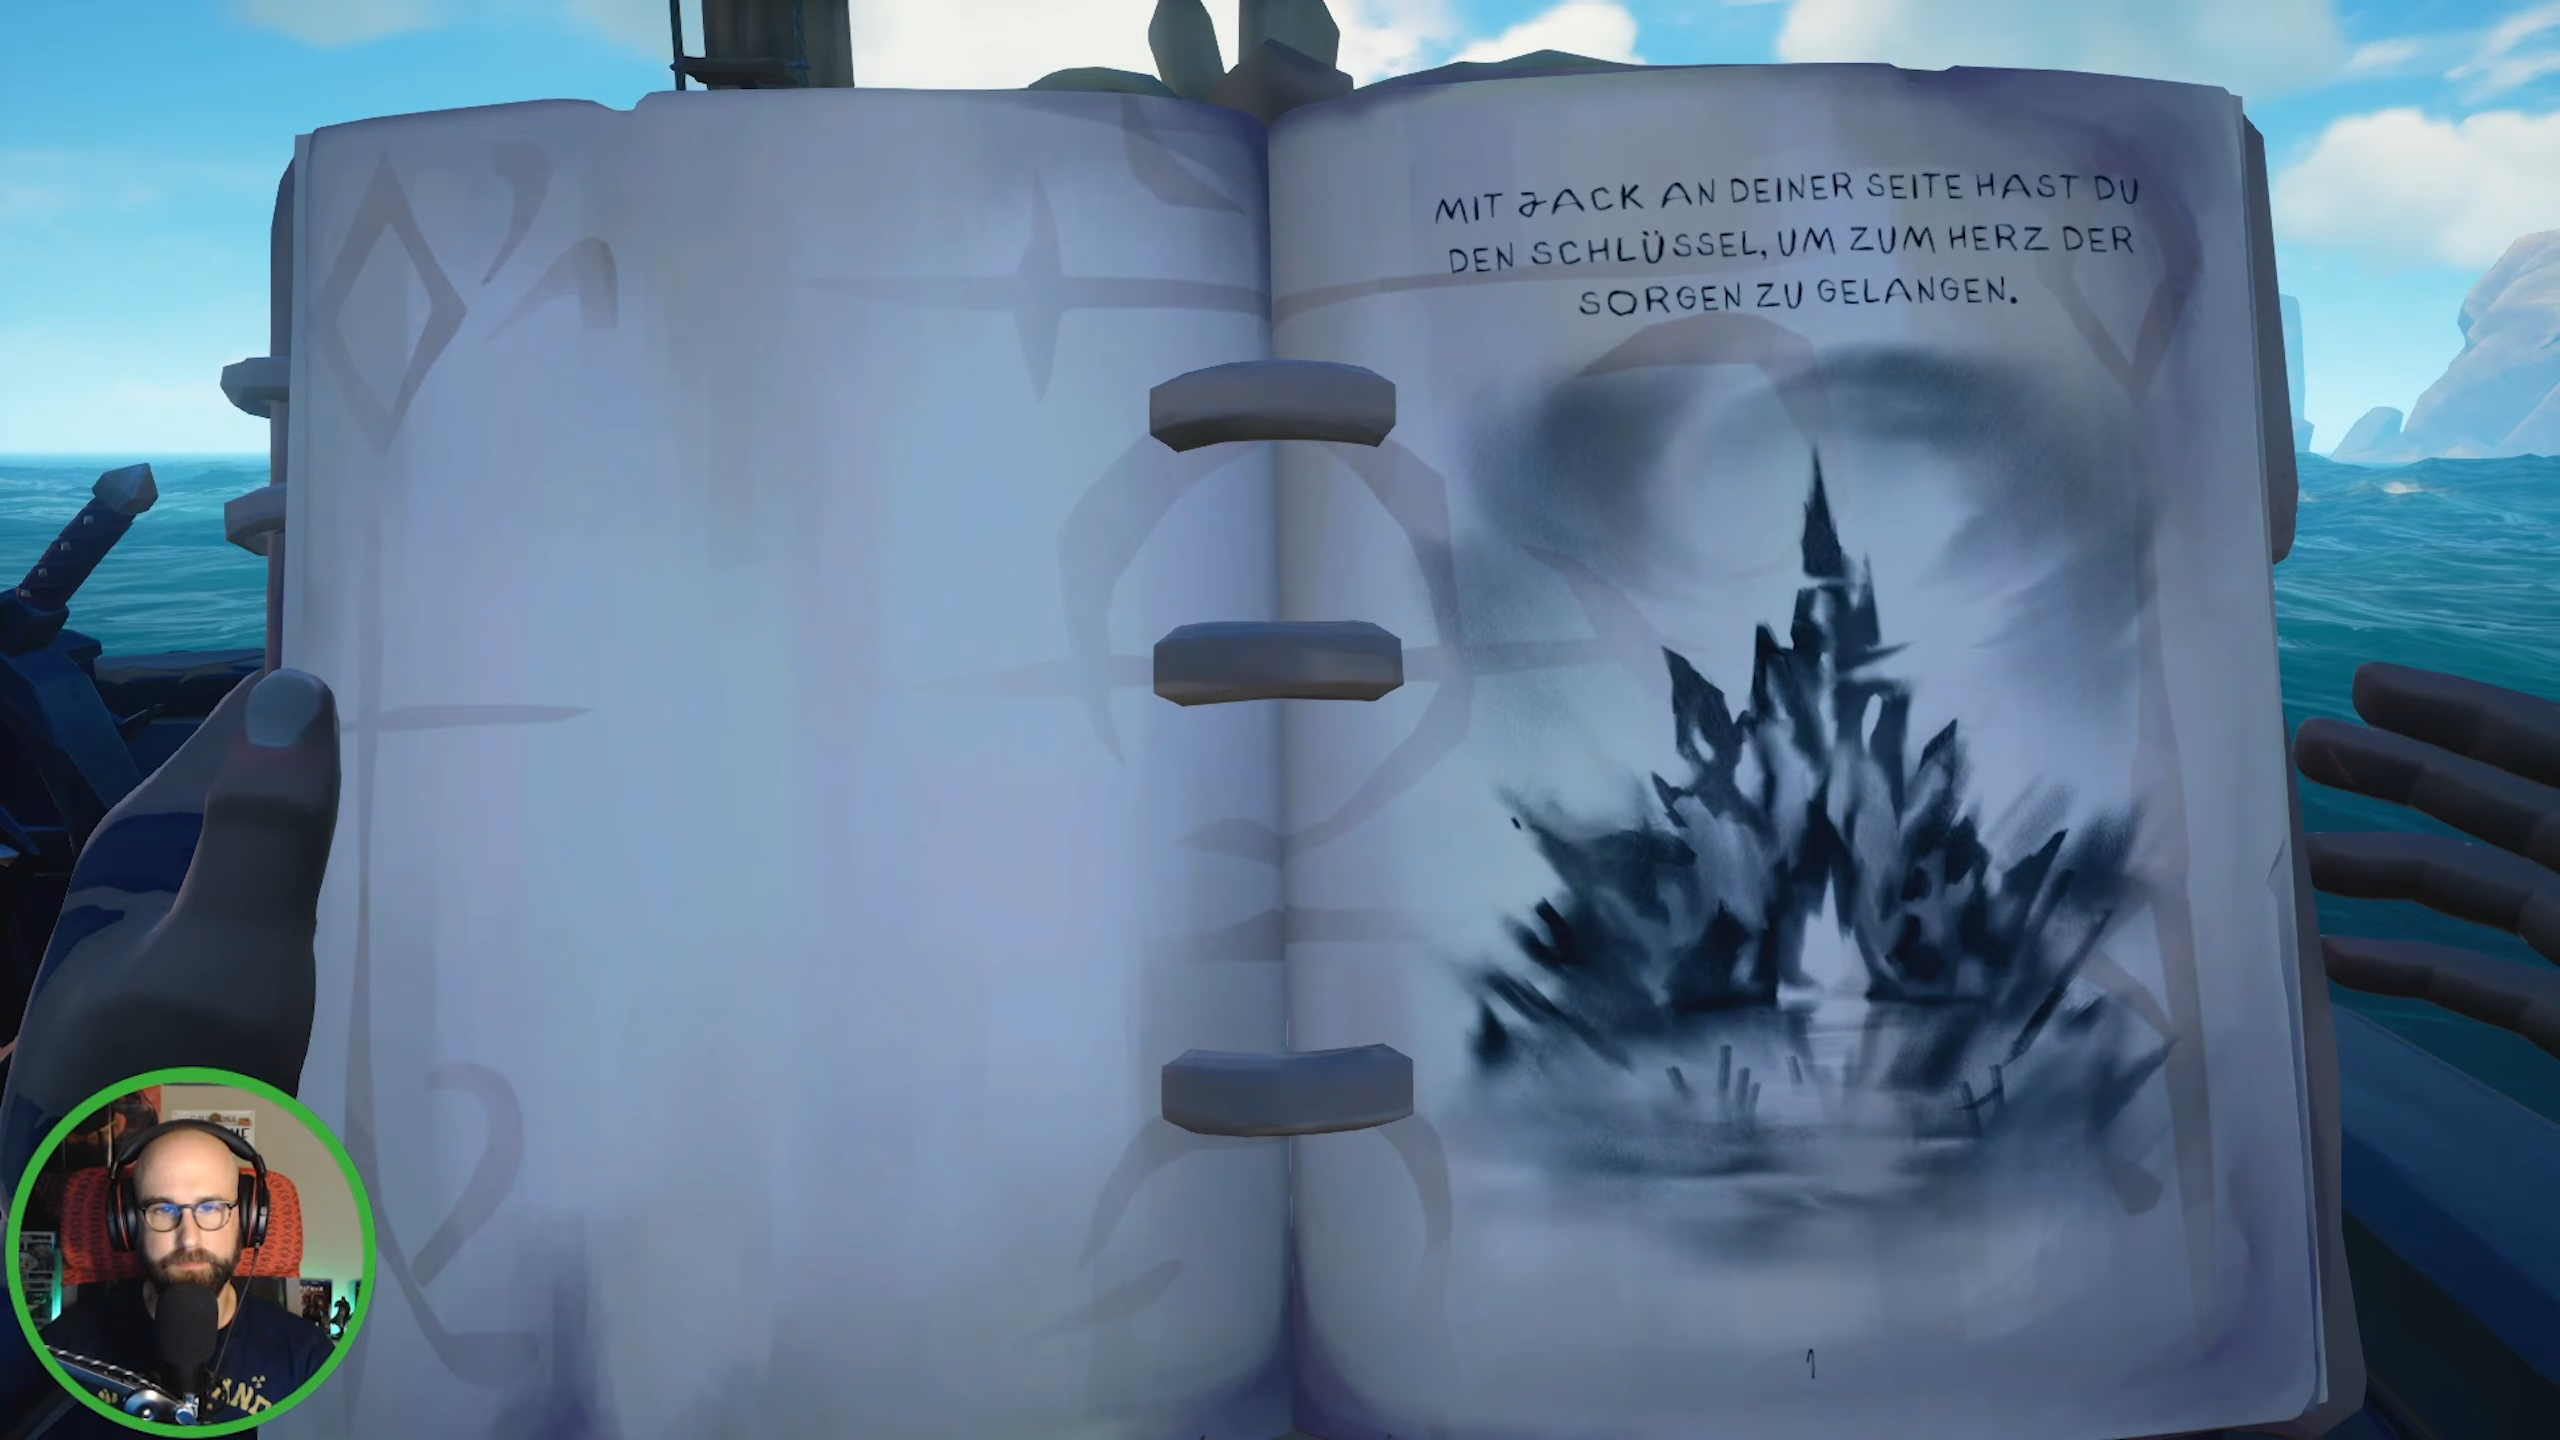 MIT JACK AN DEINER SEITE HAST DU
DEN SCHLÜSSEL, UM ZUM HERZ DER
SORGEN ZU GELANGEN.
1